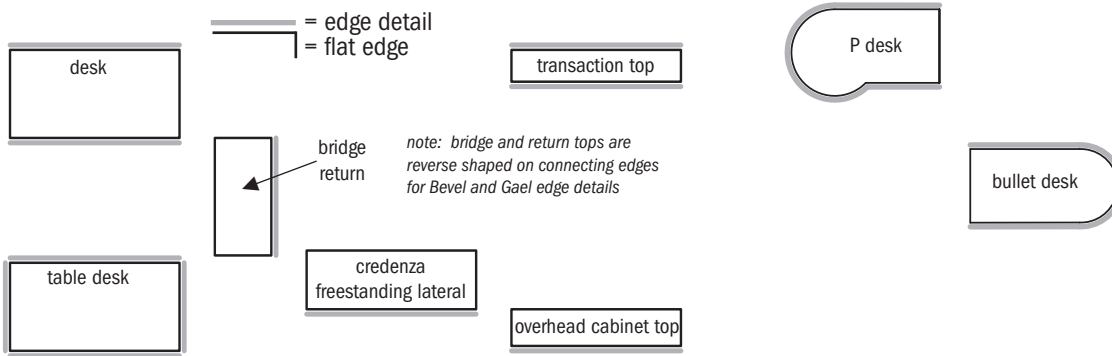 = edge detail
= flat edge
desk
transaction top
P desk
bridge
return
note: bridge and return tops are
reverse shaped on connecting edges
for Bevel and Gael edge details
bullet desk
table desk
credenza
freestanding lateral
overhead cabinet top